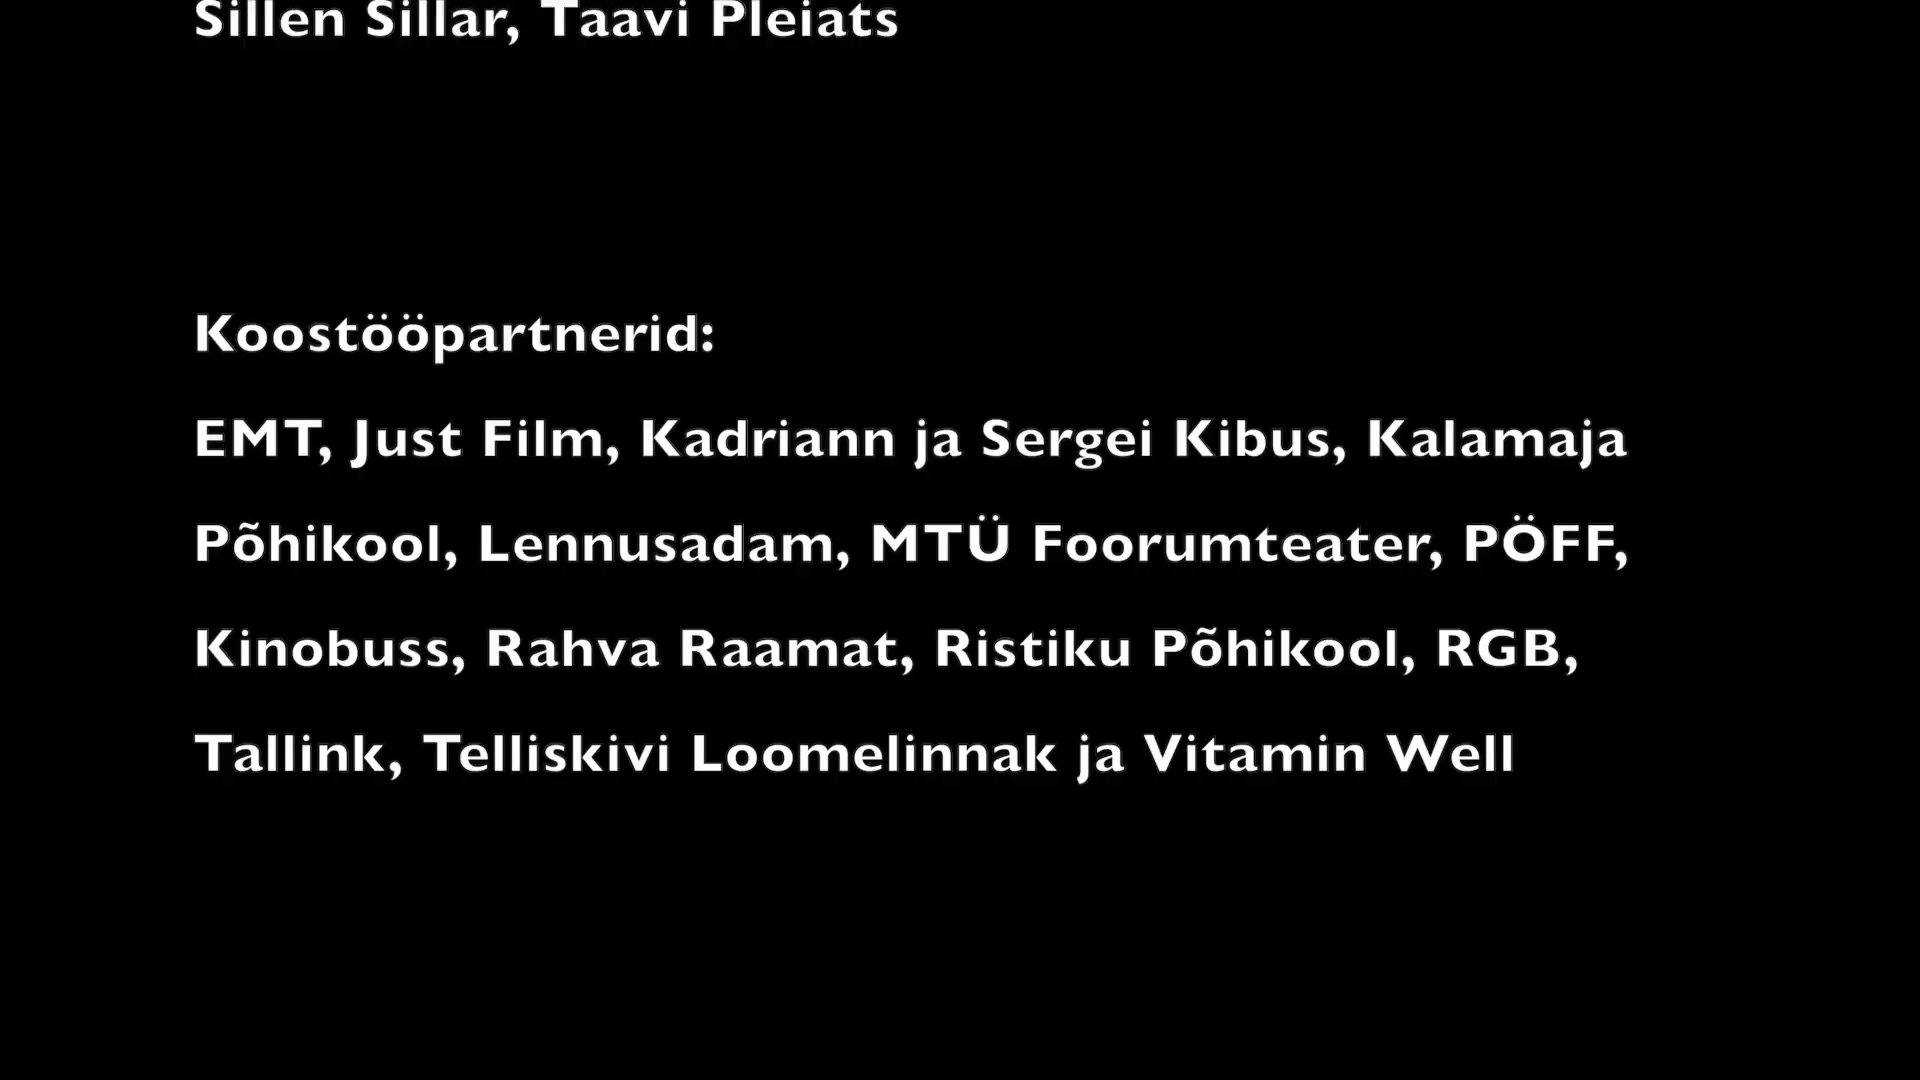 Sillen Sillar, Taavi Pleiats
Koostööpartnerid:
EMT, Just Film, Kadriann ja Sergei Kibus, Kalamaja
Põhikool, Lennusadam, MTÜ Foorumteater, PÖFF,
Kinobuss, Rahva Raamat, Ristiku Põhikool, RGB,
Tallink, Telliskivi Loomelinnak ja Vitamin Well